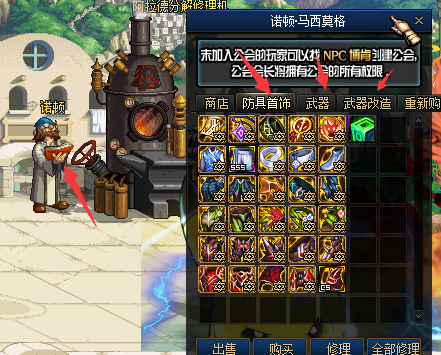 阿拉德分解修理机
诺顿·马西莫格
未加入公会的玩家可以找 NPC 博肯创建公会,
公会会长将拥有公会的所有权限。
诺顿
商店 防具首饰 武器 武器改造 重新购
555
CS
出售 购买 修理 全部修理